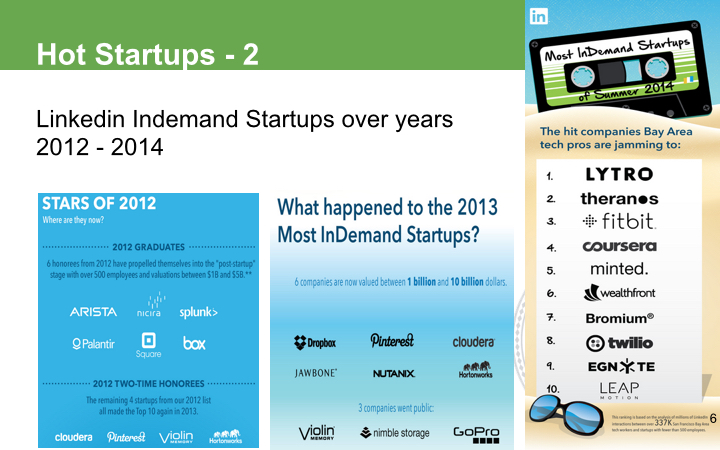 Hot Startups - 2
Linkedin Indemand Startups over years
2012 - 2014
STARS OF 2012
Where are they now?
2012 GRADUATES
6 honorees from 2012 have propelled themselves into the "post-startup"
stage with over 500 employees and valuations between $1B and $5B.**
ARISTA
nicira
splunk>
Palantir
Square
box
2012 TWO-TIME HONOREES
The remaining 4 startups from our 2012 list
all made the Top 10 again in 2013.
cloudera
Pinterest
VIOLIN
MEMORY
Hortonworks
What happened to the 2013
Most InDemand Startups?
6 companies are now valued between 1 billion and 10 billion dollars.
Dropbox
Pinterest
cloudera
JAWBONE
NUTANIX
Hortonworks
3 companies went public:
VIOLIN
MEMORY
nimble storage
GoPro
in
Most InDemand Startups
of Summer 2014
The hit companies Bay Area
tech pros are jamming to:
1. LYTRO
2. theranos
3. fitbit
4. coursera
5. minted.
6. wealthfront
7. Bromium®
8. twilio
9. EGNYTE
10. LEAP
MOTION
This ranking is based on the analysis of millions of LinkedIn
interactions between over 337K San Francisco Bay Area
tech workers and startups with fewer than 500 employees.
6